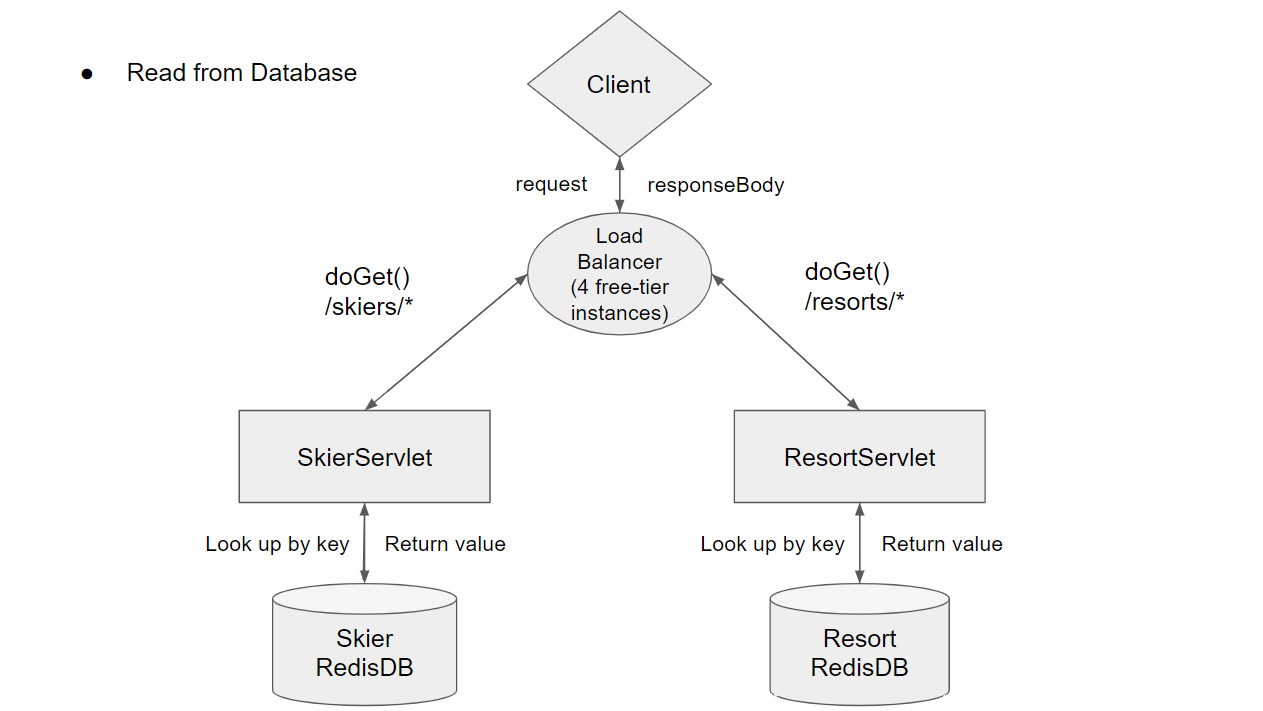 ● Read from Database
Client
request
responseBody
Load
Balancer
(4 free-tier
instances)
doGet()
/skiers/*
doGet()
/resorts/*
SkierServlet
ResortServlet
Look up by key
Return value
Look up by key
Return value
Skier
RedisDB
Resort
RedisDB